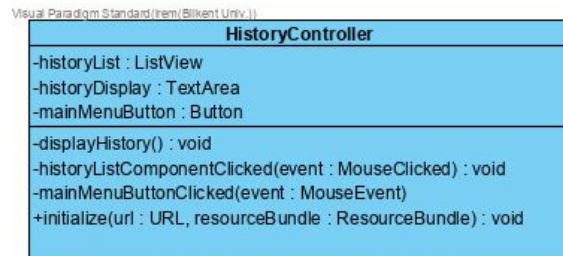 Visual Paradigm Standard(Irem(Bilkent Univ.))
HistoryController
-historyList : ListView
-historyDisplay : TextArea
-mainMenuButton : Button
-displayHistory() : void
-historyListComponentClicked(event : MouseClicked) : void
-mainMenuButtonClicked(event : MouseEvent)
+initialize(url : URL, resourceBundle : ResourceBundle) : void